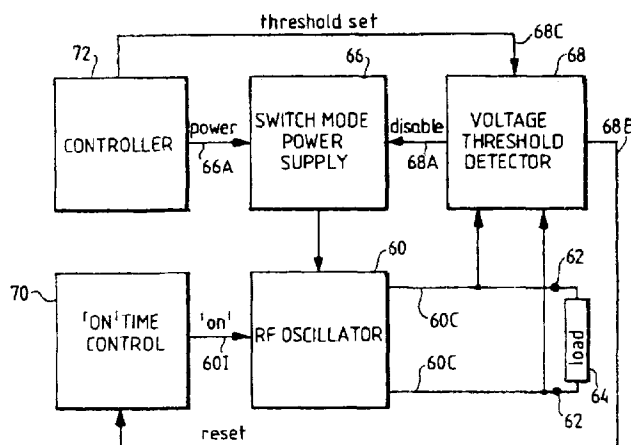 threshold set
68C
72
66
68
CONTROLLER
power
66A
SWITCH MODE
POWER
SUPPLY
disable
68A
VOLTAGE
THRESHOLD
DETECTOR
68B
60
62
70
'ON' TIME
CONTROL
'on'
60I
RF OSCILLATOR
60C
60C
load
64
62
reset